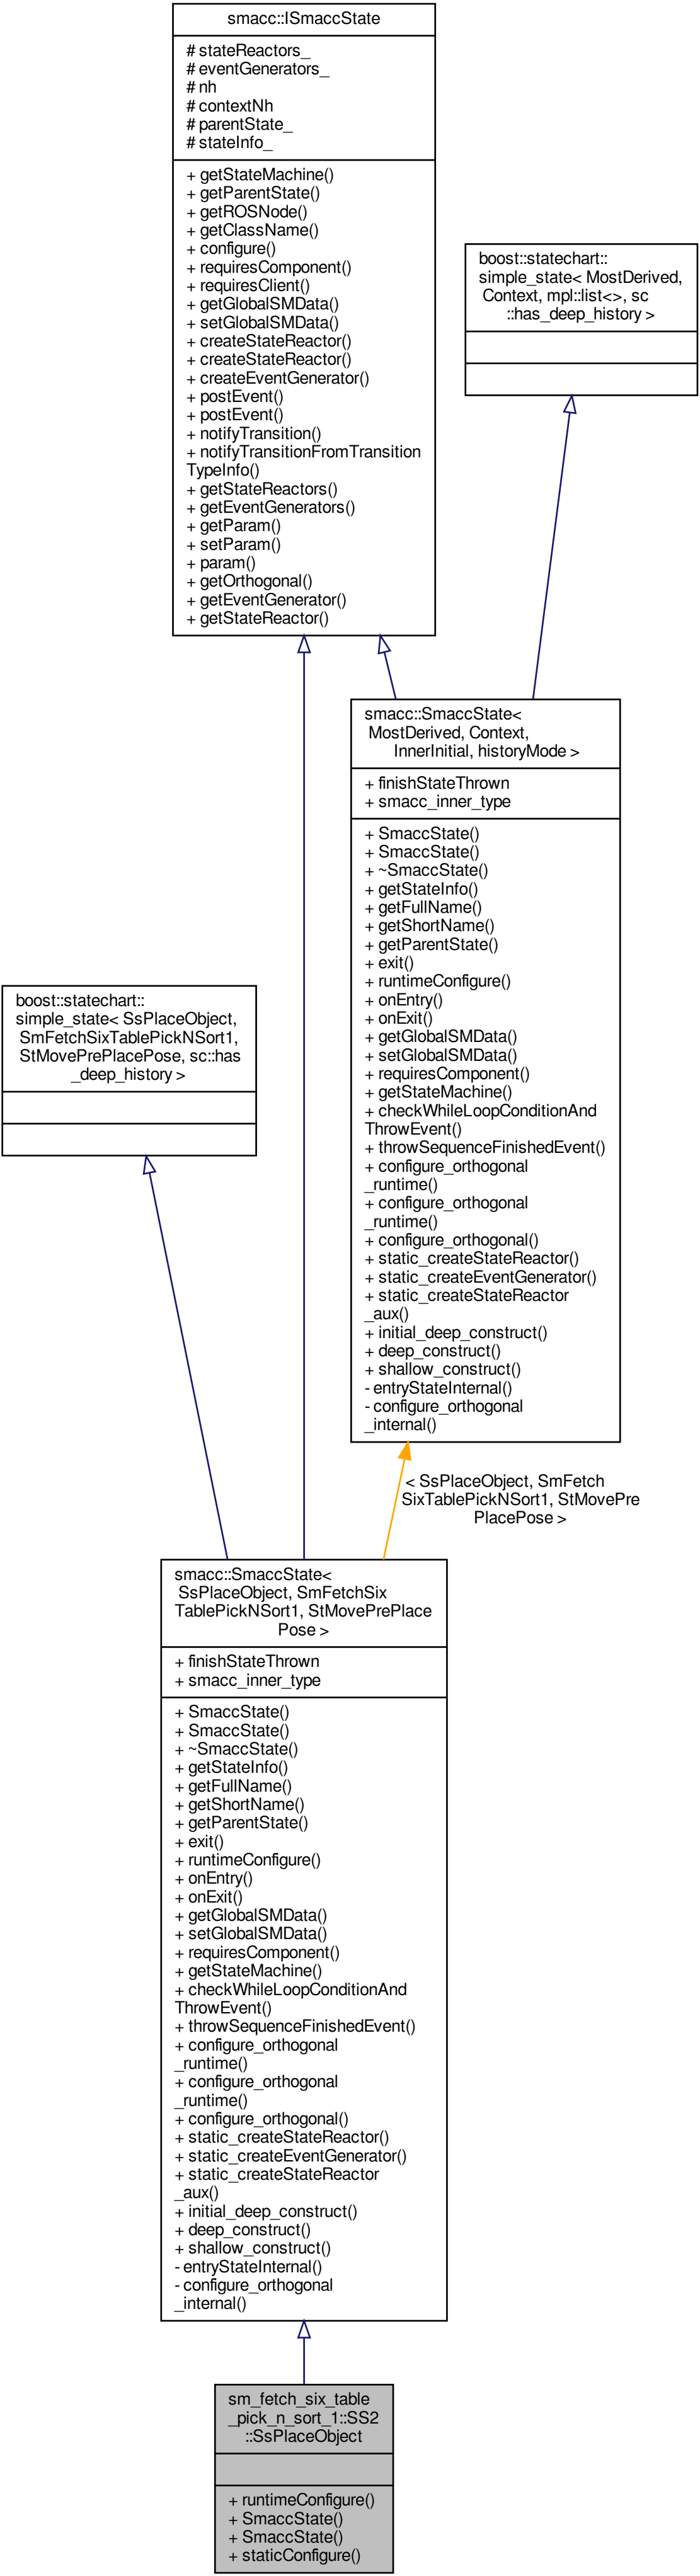 smacc::ISmaccState
# stateReactors_
# eventGenerators_
# nh
# contextNh
# parentState_
# stateInfo_
+ getStateMachine()
+ getParentState()
+ getROSNode()
+ getClassName()
+ configure()
+ requiresComponent()
+ requiresClient()
+ getGlobalSMData()
+ setGlobalSMData()
+ createStateReactor()
+ createStateReactor()
+ createEventGenerator()
+ postEvent()
+ postEvent()
+ notifyTransition()
+ notifyTransitionFromTransition
TypeInfo()
+ getStateReactors()
+ getEventGenerators()
+ getParam()
+ setParam()
+ param()
+ getOrthogonal()
+ getEventGenerator()
+ getStateReactor()
boost::statechart::
simple_state< MostDerived,
Context, mpl::list<>, sc
::has_deep_history >
smacc::SmaccState<
MostDerived, Context,
InnerInitial, historyMode >
+ finishStateThrown
+ smacc_inner_type
+ SmaccState()
+ SmaccState()
+ ~SmaccState()
+ getStateInfo()
+ getFullName()
+ getShortName()
+ getParentState()
+ exit()
+ runtimeConfigure()
+ onEntry()
+ onExit()
+ getGlobalSMData()
+ setGlobalSMData()
+ requiresComponent()
+ getStateMachine()
+ checkWhileLoopConditionAnd
ThrowEvent()
+ throwSequenceFinishedEvent()
+ configure_orthogonal
_runtime()
+ configure_orthogonal
_runtime()
+ configure_orthogonal()
+ static_createStateReactor()
+ static_createEventGenerator()
+ static_createStateReactor
_aux()
+ initial_deep_construct()
+ deep_construct()
+ shallow_construct()
- entryStateInternal()
- configure_orthogonal
_internal()
boost::statechart::
simple_state< SsPlaceObject,
SmFetchSixTablePickNSort1,
StMovePrePlacePose, sc::has
_deep_history >
< SsPlaceObject, SmFetch
SixTablePickNSort1, StMovePre
PlacePose >
smacc::SmaccState<
SsPlaceObject, SmFetchSix
TablePickNSort1, StMovePrePlace
Pose >
+ finishStateThrown
+ smacc_inner_type
+ SmaccState()
+ SmaccState()
+ ~SmaccState()
+ getStateInfo()
+ getFullName()
+ getShortName()
+ getParentState()
+ exit()
+ runtimeConfigure()
+ onEntry()
+ onExit()
+ getGlobalSMData()
+ setGlobalSMData()
+ requiresComponent()
+ getStateMachine()
+ checkWhileLoopConditionAnd
ThrowEvent()
+ throwSequenceFinishedEvent()
+ configure_orthogonal
_runtime()
+ configure_orthogonal
_runtime()
+ configure_orthogonal()
+ static_createStateReactor()
+ static_createEventGenerator()
+ static_createStateReactor
_aux()
+ initial_deep_construct()
+ deep_construct()
+ shallow_construct()
- entryStateInternal()
- configure_orthogonal
_internal()
sm_fetch_six_table
_pick_n_sort_1::SS2
::SsPlaceObject
+ runtimeConfigure()
+ SmaccState()
+ SmaccState()
+ staticConfigure()